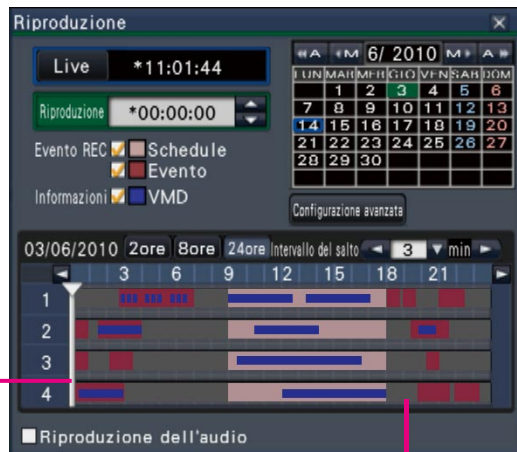 Riproduzione
Live *11:01:44
Riproduzione *00:00:00
Evento REC Schedule
Evento
Informazioni VMD
A M 6/ 2010 M A
LUN MAR MER GIO VEN SAB DOM
1 2 3 4 5 6
7 8 9 10 11 12 13
14 15 16 17 18 19 20
21 22 23 24 25 26 27
28 29 30
Configurazione avanzata
03/06/2010 2ore 8ore 24ore Intervallo del salto 3 min
3 6 9 12 15 18 21
1
2
3
4
Riproduzione dell'audio